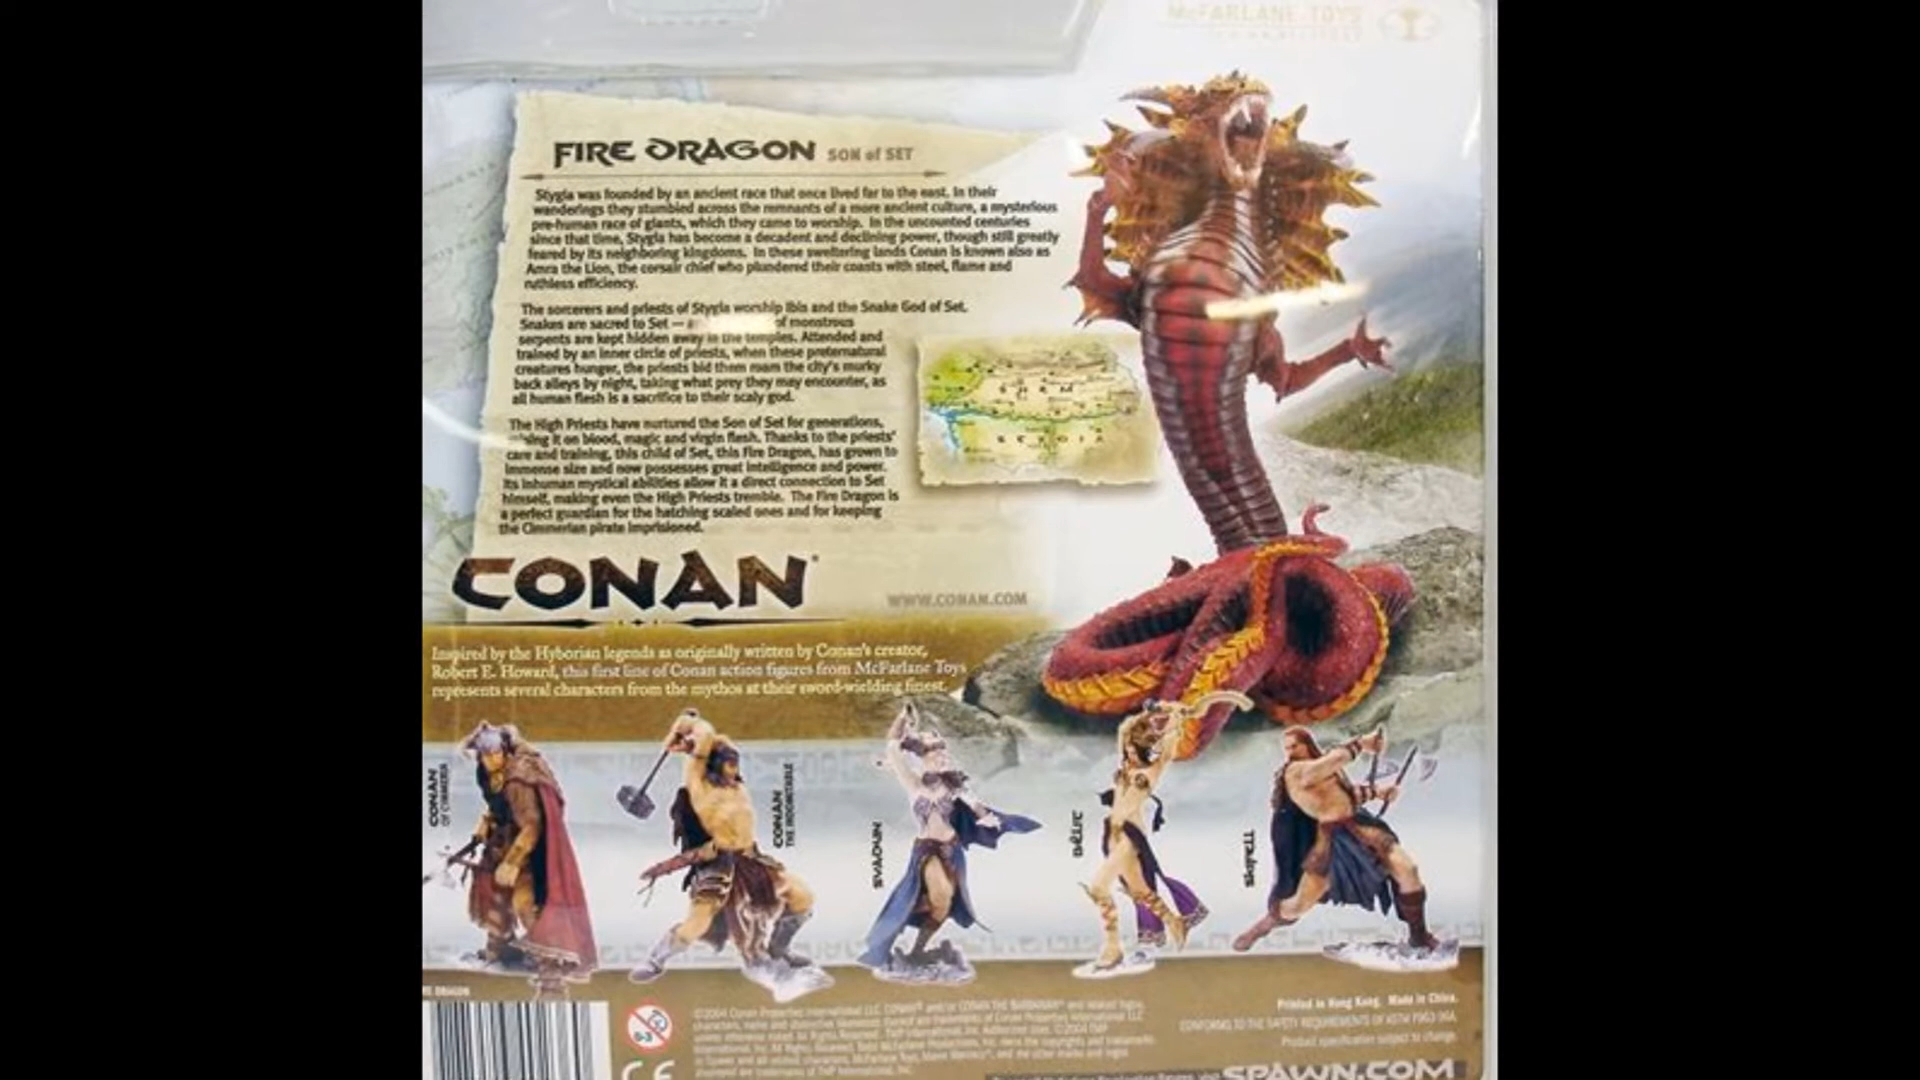 McFARLANE TOYS
FIRE DRAGON SON of SET
Stygia was founded by an ancient race that once lived far to the east. In their
wanderings they stumbled across the remnants of a more ancient culture, a mysterious
pre-human race of giants, which they came to worship. In the uncounted centuries
since that time, Stygia has become a decadent and declining power, though still greatly
feared by its neighboring kingdoms. In these sweltering lands Conan is known also as
Amra the Lion, the corsair chief who plundered their coasts with steel, flame and
ruthless efficiency.
The sorcerers and priests of Stygia worship Ibis and the Snake God of Set.
Snakes are sacred to Set — of monstrous
serpents are kept hidden away in the temples. Attended and
trained by an inner circle of priests, when these preternatural
creatures hunger, the priests bid them roam the city's murky
back alleys by night, taking what prey they may encounter, as
all human flesh is a sacrifice to their scaly god.
The High Priests have nurtured the Son of Set for generations,
it on blood, magic and virgin flesh. Thanks to the priests'
care and training, this child of Set, this Fire Dragon, has grown to
immense size and now possesses great intelligence and power.
Its inhuman mystical abilities allow it a direct connection to Set
himself, making even the High Priests tremble. The Fire Dragon is
a perfect guardian for the hatching scaled ones and for keeping
the Cimmerian pirate imprisioned.
SHEM
STYGIA
CONAN®
WWW.CONAN.COM
Inspired by the Hyborian legends as originally written by Conan's creator,
Robert E. Howard, this first line of Conan action figures from McFarlane Toys
represents several characters from the mythos at their sword-wielding finest.
CONAN
OF CIMMERIA
CONAN
THE INDOMITABLE
BÊLIT
DRAGON
0-3
CE
Printed in Hong Kong. Made in China.
CONFORMS TO THE SAFETY REQUIREMENTS OF ASTM F963
Product specification subject to change.
SPAWN.COM